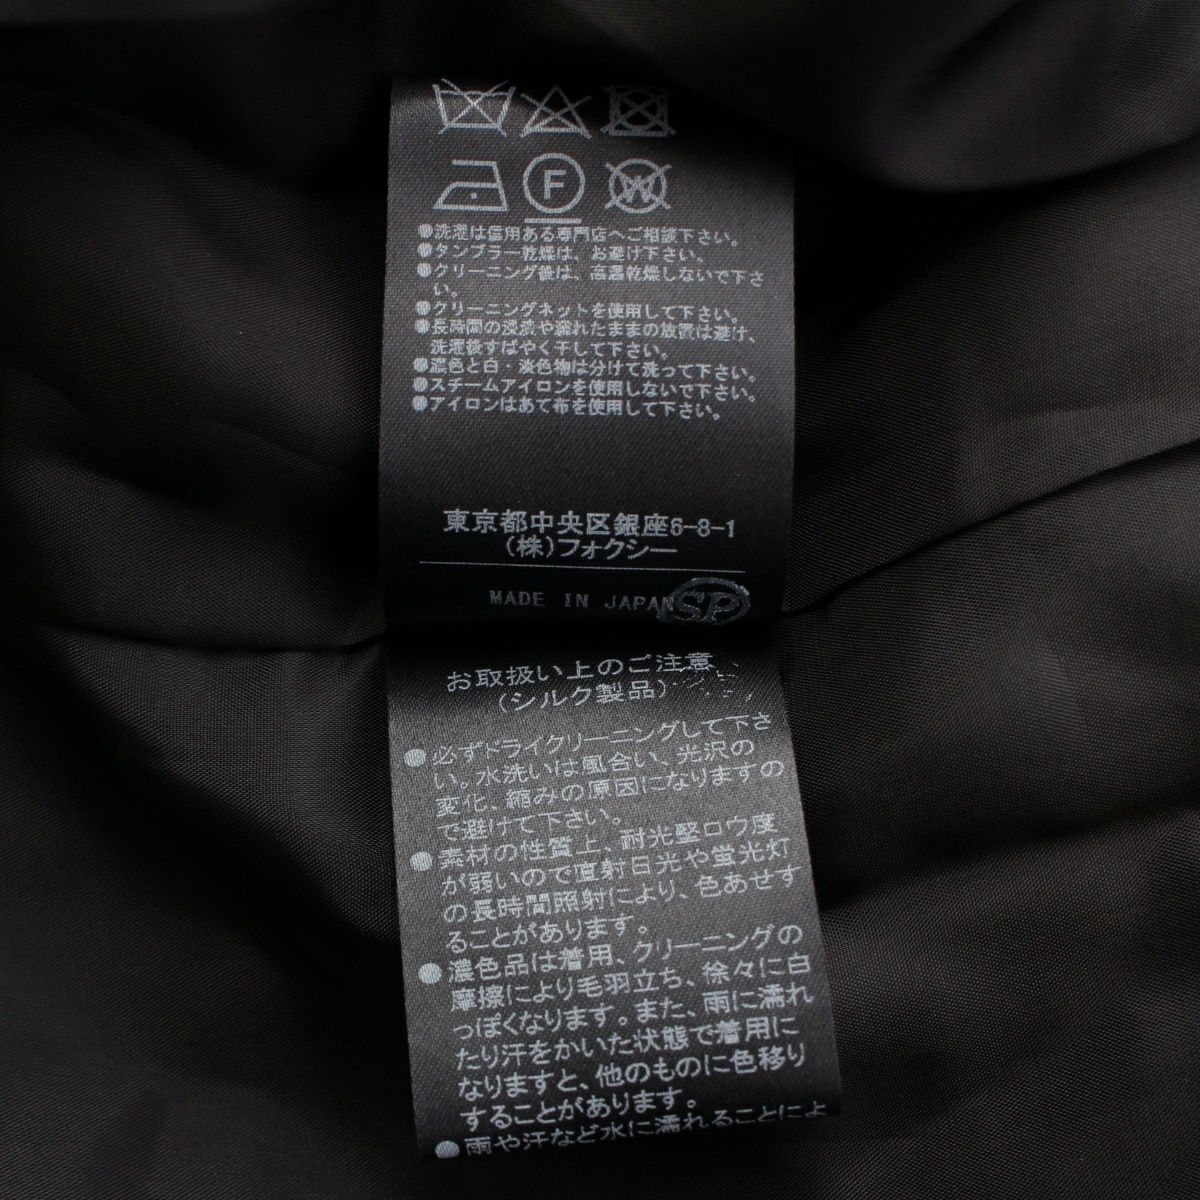 F
W
●洗濯は信用ある専門店へご相談下さい。
●タンブラー乾燥は、お避け下さい。
●クリーニング後は、高温乾燥しないで下さ
い。
●クリーニングネットを使用して下さい。
●長時間の浸漬や濡れたままの放置は避け、
洗濯後すばやく干して下さい。
●濃色と白・淡色物は分けて洗って下さい。
●スチームアイロンを使用しないで下さい。
●アイロンはあて布を使用して下さい。
東京都中央区銀座6-8-1
(株)フォクシー
MADE IN JAPAN
SP
お取扱い上のご注意
(シルク製品)
●必ずドライクリーニングして下さ
い。水洗いは風合い、光沢の
変化、縮みの原因になりますの
で避けて下さい。
●素材の性質上、耐光堅ロウ度
が弱いので直射日光や蛍光灯
の長時間照射により、色あせす
ることがあります。
●濃色品は着用、クリーニングの
摩擦により毛羽立ち、徐々に白
っぽくなります。また、雨に濡れ
たり汗をかいた状態で着用に
なりますと、他のものに色移り
することがあります。
●雨や汗など水に濡れることによ